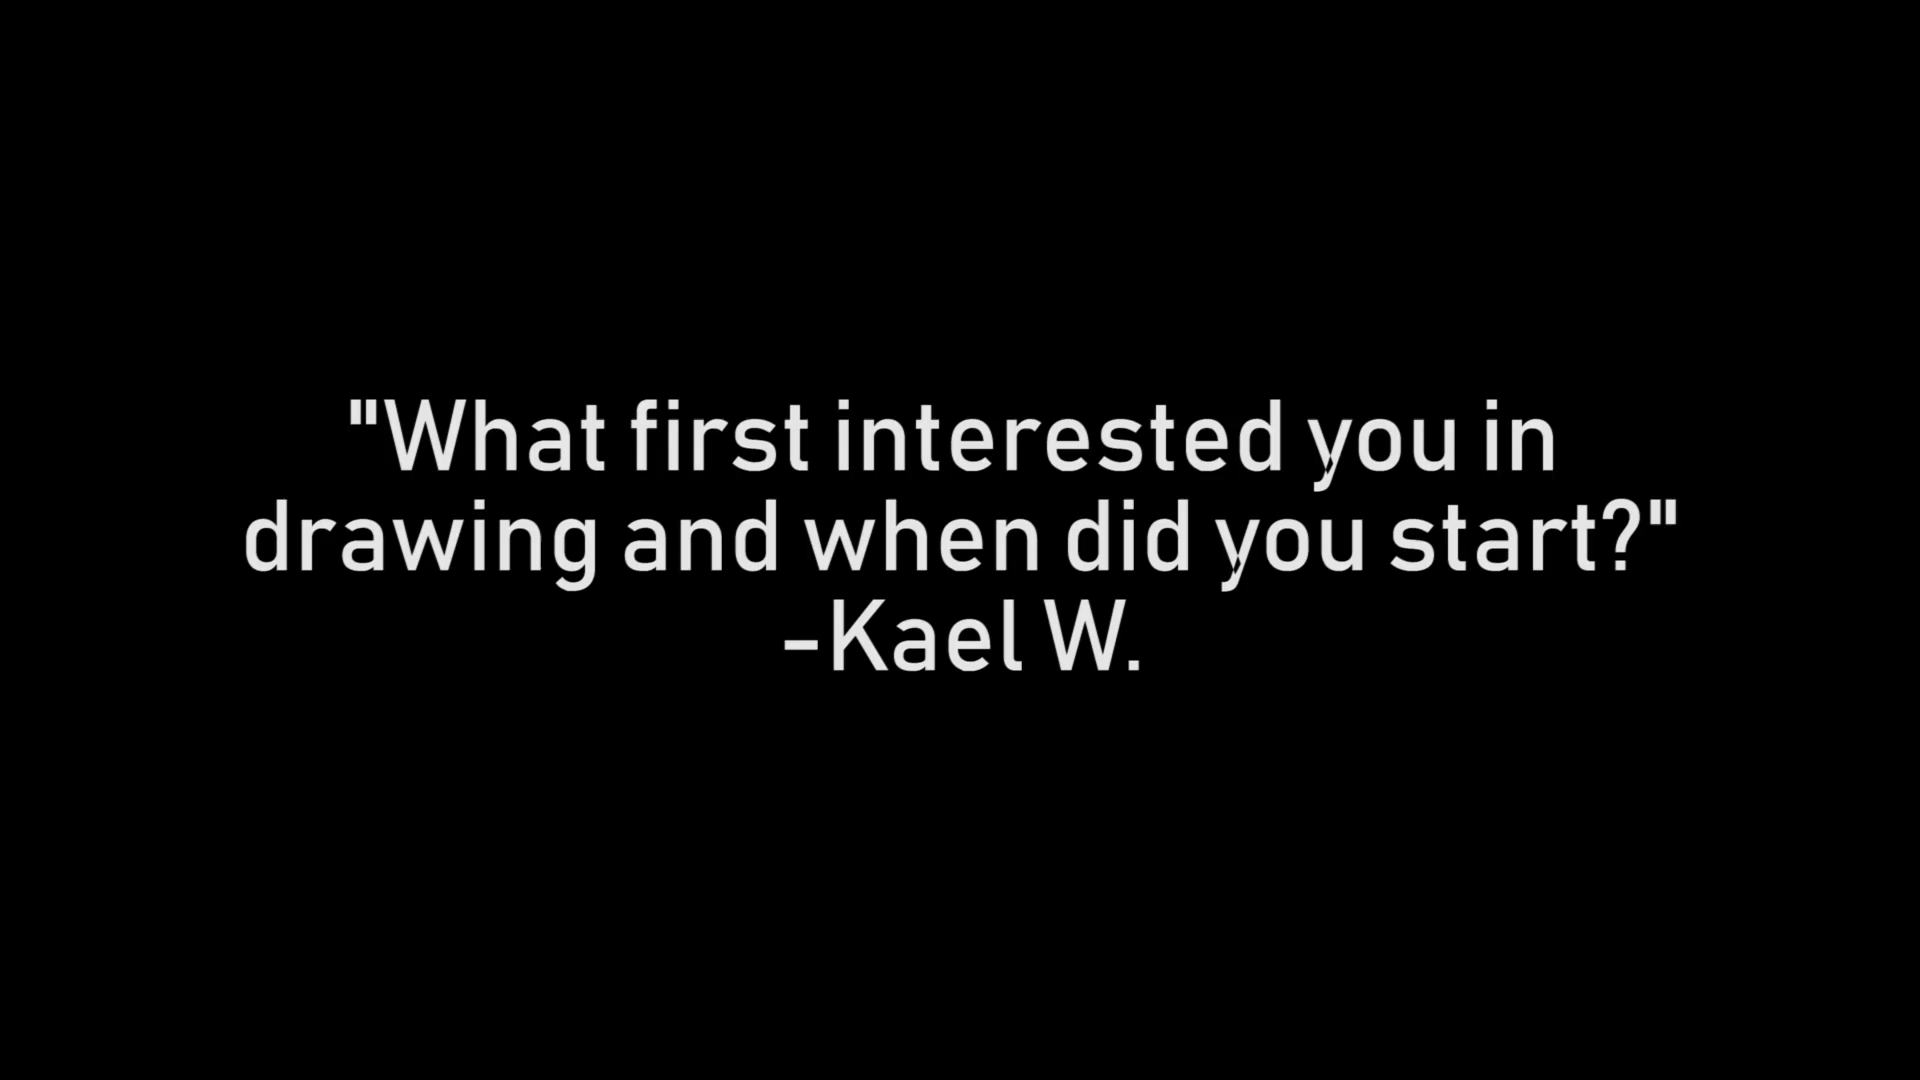 "What first interested you in
drawing and when did you start?"
-Kael W.